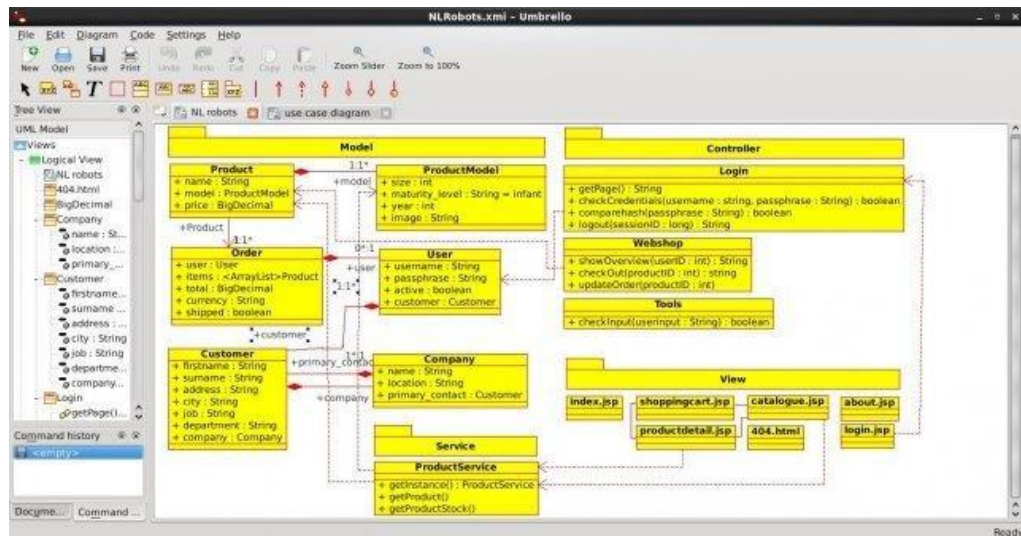 NLRobots.xmi – Umbrello
File Edit Diagram Code Settings Help
New Open Save Print Undo Redo Cut Copy Paste Zoom Slider Zoom to 100%
Tree View
NL robots
use case diagram
UML Model
Views
Logical View
NL robots
404.html
BigDecimal
Company
name : St...
location :...
primary_...
Customer
firstname...
surname ...
address : ...
city : String
job : String
departme...
company...
Login
getPage()...
Command history
<empty>
Docume...
Command ...
Model
Product
+ name : String
+ model : ProductModel
+ price : BigDecimal
1:1*
+model
ProductModel
+ size : int
+ maturity_level : String = infant
+ year : int
+ image : String
+Product
1:1*
Order
+ user : User
+ items : <ArrayList>Product
+ total : BigDecimal
+ currency : String
+ shipped : boolean
0*:1
+user
1:1*
User
+ username : String
+ passphrase : String
+ active : boolean
+ customer : Customer
+customer
Customer
+ firstname : String
+ surname : String
+ address : String
+ city : String
+ job : String
+ department : String
+ company : Company
1*:1
+primary_contac
+company
Company
+ name : String
+ location : String
+ primary_contact : Customer
Service
ProductService
+ getInstance() : ProductService
+ getProduct()
+ getProductStock()
Controller
Login
+ getPage() : String
+ checkCredentials(username : string, passphrase : String) : boolean
+ comparehash(passphrase : String) : boolean
+ logout(sessionID : long) : String
Webshop
+ showOverview(userID : int) : String
+ checkOut(productID : int) : string
+ updateOrder(productID : int)
Tools
+ checkInput(userinput : String) : boolean
View
index.jsp
shoppingcart.jsp
catalogue.jsp
about.jsp
productdetail.jsp
404.html
login.jsp
Ready